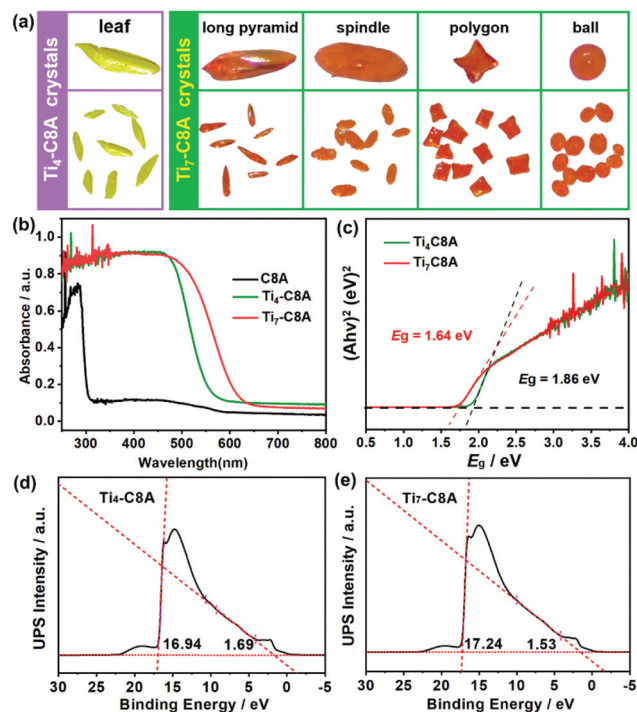 (a)
Ti4-C8A crystals
leaf
Ti7-C8A crystals
long pyramid
spindle
polygon
ball
(b)
Absorbance / a.u.
1.0
0.8
0.6
0.4
0.2
0.0
C8A
Ti4-C8A
Ti7-C8A
300 400 500 600 700 800
Wavelength(nm)
(c)
(Ahv)2 (eV)2
Ti4C8A
Ti7C8A
Eg = 1.64 eV
Eg = 1.86 eV
0.5 1.0 1.5 2.0 2.5 3.0 3.5 4.0
Eg / eV
(d)
UPS Intensity / a.u.
Ti4-C8A
16.94
1.69
30 25 20 15 10 5 0 -5
Binding Energy / eV
(e)
UPS Intensity / a.u.
Ti7-C8A
17.24
1.53
30 25 20 15 10 5 0 -5
Binding Energy / eV